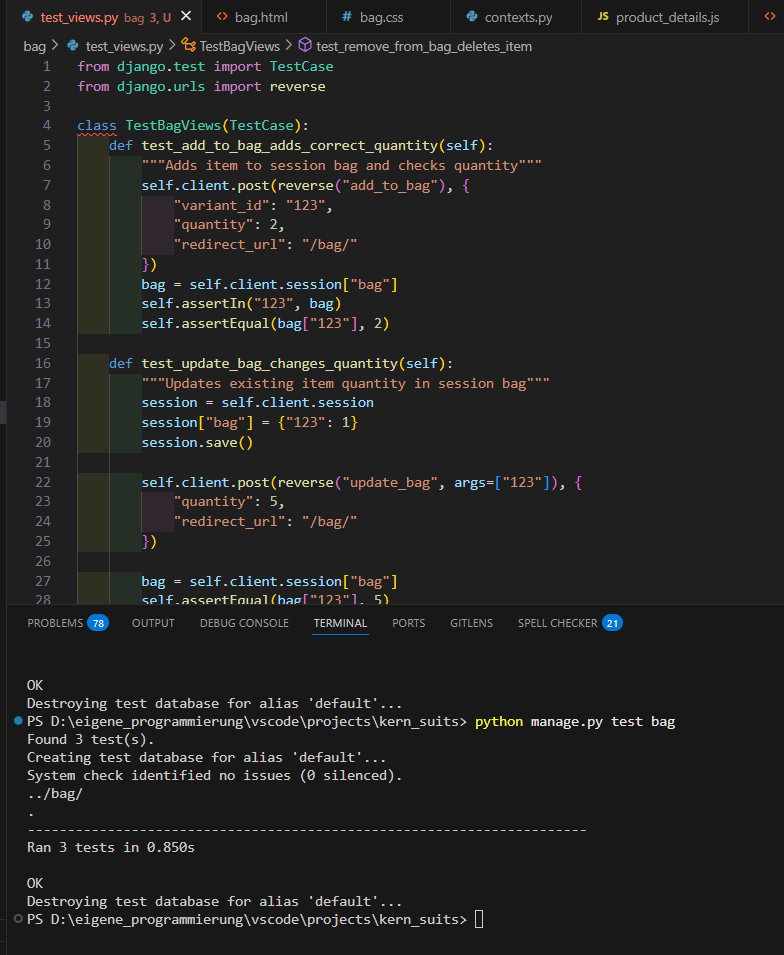 test_views.py bag 3, U bag.html # bag.css contexts.py JS product_details.js
bag > test_views.py > TestBagViews > test_remove_from_bag_deletes_item
1 from django.test import TestCase
2 from django.urls import reverse
3
4 class TestBagViews(TestCase):
5 def test_add_to_bag_adds_correct_quantity(self):
6 """Adds item to session bag and checks quantity"""
7 self.client.post(reverse("add_to_bag"), {
8 "variant_id": "123",
9 "quantity": 2,
10 "redirect_url": "/bag/"
11 })
12 bag = self.client.session["bag"]
13 self.assertIn("123", bag)
14 self.assertEqual(bag["123"], 2)
15
16 def test_update_bag_changes_quantity(self):
17 """Updates existing item quantity in session bag"""
18 session = self.client.session
19 session["bag"] = {"123": 1}
20 session.save()
21
22 self.client.post(reverse("update_bag", args=["123"]), {
23 "quantity": 5,
24 "redirect_url": "/bag/"
25 })
26
27 bag = self.client.session["bag"]
28 self.assertEqual(bag["123"], 5)
PROBLEMS 78 OUTPUT DEBUG CONSOLE TERMINAL PORTS GITLENS SPELL CHECKER 21
OK
Destroying test database for alias 'default'...
PS D:\eigene_programmierung\vscode\projects\kern_suits> python manage.py test bag
Found 3 test(s).
Creating test database for alias 'default'...
System check identified no issues (0 silenced).
../bag/
.
----------------------------------------------------------------------
Ran 3 tests in 0.850s
OK
Destroying test database for alias 'default'...
PS D:\eigene_programmierung\vscode\projects\kern_suits>